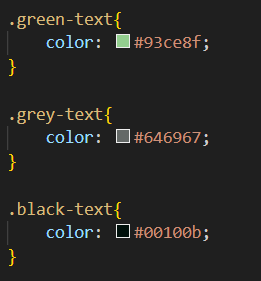 .green-text{
    color: #93ce8f;
}
.grey-text{
    color: #646967;
}
.black-text{
    color: #00100b;
}